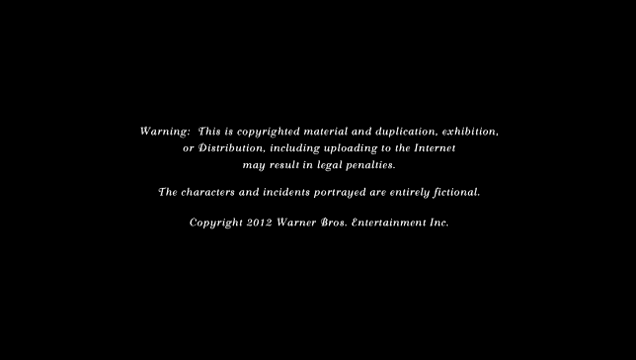 Warning: This is copyrighted material and duplication, exhibition,
or Distribution, including uploading to the Internet
may result in legal penalties.
The characters and incidents portrayed are entirely fictional.
Copyright 2012 Warner Bros. Entertainment Inc.